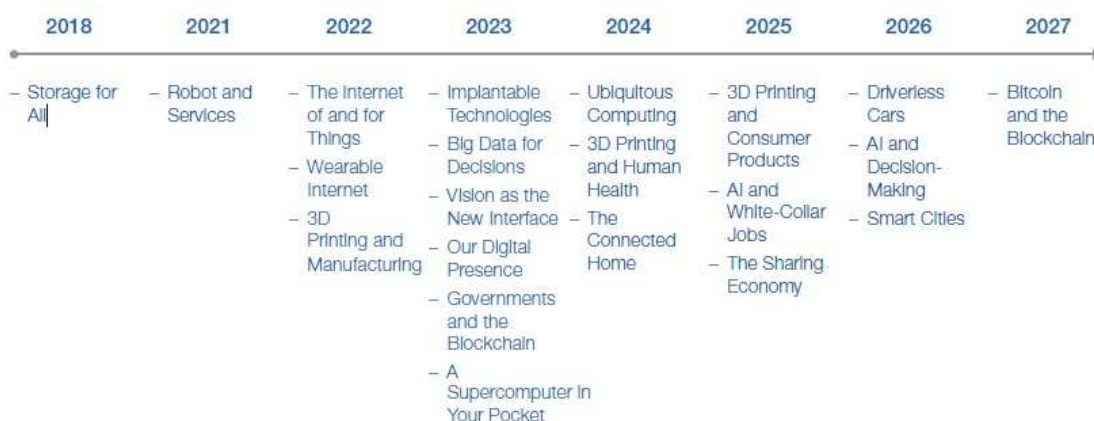 2018
2021
2022
2023
2024
2025
2026
2027
– Storage for
All
– Robot and
Services
– The Internet
of and for
Things
– Wearable
Internet
– 3D
Printing and
Manufacturing
– Implantable
Technologies
– Big Data for
Decisions
– Vision as the
New Interface
– Our Digital
Presence
– Governments
and the
Blockchain
– A
Supercomputer in
Your Pocket
– Ubiquitous
Computing
– 3D Printing
and Human
Health
– The
Connected
Home
– 3D Printing
and
Consumer
Products
– AI and
White-Collar
Jobs
– The Sharing
Economy
– Driverless
Cars
– AI and
Decision-
Making
– Smart Cities
– Bitcoin
and the
Blockchain